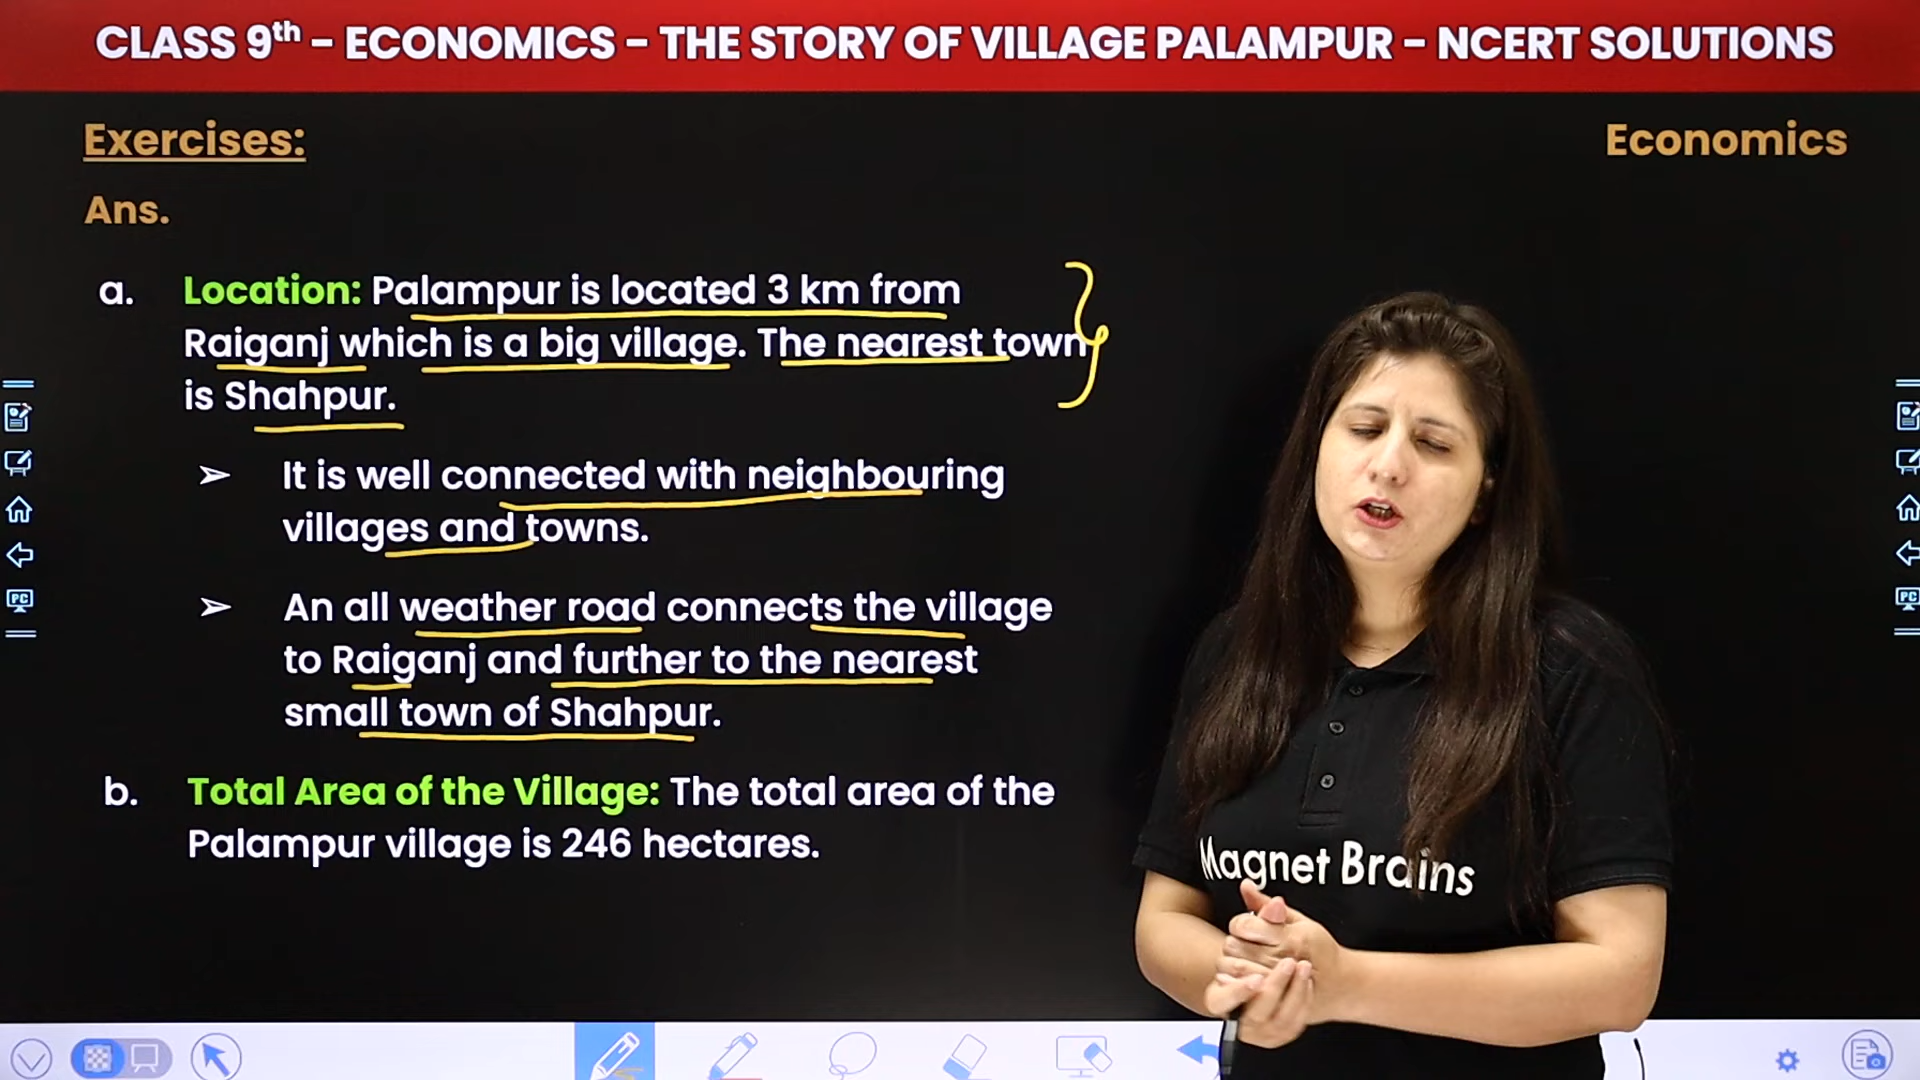 CLASS 9th - ECONOMICS - THE STORY OF VILLAGE PALAMPUR - NCERT SOLUTIONS
Exercises:
Economics
Ans.
a. Location: Palampur is located 3 km from
Raiganj which is a big village. The nearest town
is Shahpur.
➢ It is well connected with neighbouring
villages and towns.
➢ An all weather road connects the village
to Raiganj and further to the nearest
small town of Shahpur.
b. Total Area of the Village: The total area of the
Palampur village is 246 hectares.
Magnet Brains
PC
PC